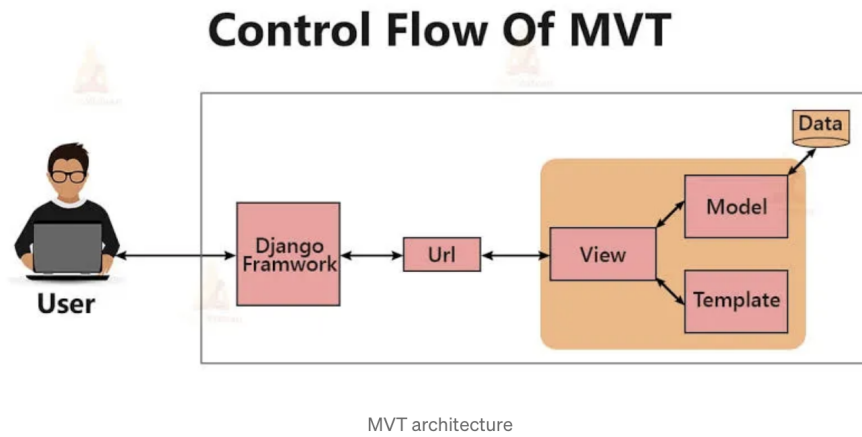 Control Flow Of MVT
Data
Model
Django
Framwork
Url
View
Template
User
MVT architecture